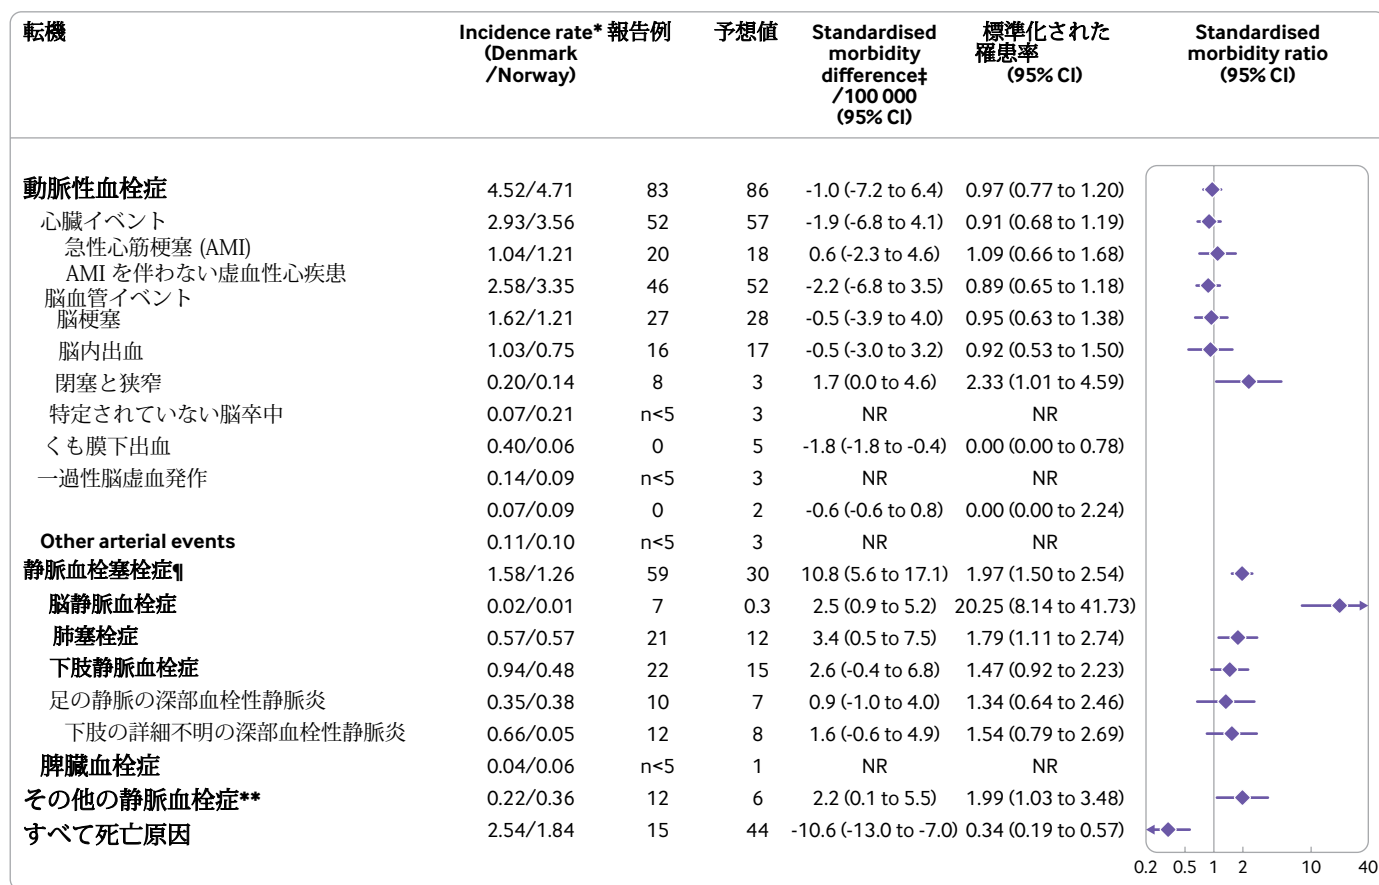 転機 Incidence rate* 報告例 予想値 Standardised 標準化された Standardised
(Denmark morbidity 罹患率 morbidity ratio
/Norway) difference‡ (95% CI) (95% CI)
/100 000
(95% CI)
動脈性血栓症 4.52/4.71 83 86 -1.0 (-7.2 to 6.4) 0.97 (0.77 to 1.20)
心臓イベント 2.93/3.56 52 57 -1.9 (-6.8 to 4.1) 0.91 (0.68 to 1.19)
急性心筋梗塞 (AMI) 1.04/1.21 20 18 0.6 (-2.3 to 4.6) 1.09 (0.66 to 1.68)
AMI を伴わない虚血性心疾患 2.58/3.35 46 52 -2.2 (-6.8 to 3.5) 0.89 (0.65 to 1.18)
脳血管イベント
脳梗塞 1.62/1.21 27 28 -0.5 (-3.9 to 4.0) 0.95 (0.63 to 1.38)
脳内出血 1.03/0.75 16 17 -0.5 (-3.0 to 3.2) 0.92 (0.53 to 1.50)
閉塞と狭窄 0.20/0.14 8 3 1.7 (0.0 to 4.6) 2.33 (1.01 to 4.59)
特定されていない脳卒中 0.07/0.21 n<5 3 NR NR
くも膜下出血 0.40/0.06 0 5 -1.8 (-1.8 to -0.4) 0.00 (0.00 to 0.78)
一過性脳虚血発作 0.14/0.09 n<5 3 NR NR
0.07/0.09 0 2 -0.6 (-0.6 to 0.8) 0.00 (0.00 to 2.24)
Other arterial events 0.11/0.10 n<5 3 NR NR
静脈血栓塞栓症¶ 1.58/1.26 59 30 10.8 (5.6 to 17.1) 1.97 (1.50 to 2.54)
脳静脈血栓症 0.02/0.01 7 0.3 2.5 (0.9 to 5.2) 20.25 (8.14 to 41.73)
肺塞栓症 0.57/0.57 21 12 3.4 (0.5 to 7.5) 1.79 (1.11 to 2.74)
下肢静脈血栓症 0.94/0.48 22 15 2.6 (-0.4 to 6.8) 1.47 (0.92 to 2.23)
足の静脈の深部血栓性静脈炎 0.35/0.38 10 7 0.9 (-1.0 to 4.0) 1.34 (0.64 to 2.46)
下肢の詳細不明の深部血栓性静脈炎 0.66/0.05 12 8 1.6 (-0.6 to 4.9) 1.54 (0.79 to 2.69)
脾臓血栓症 0.04/0.06 n<5 1 NR NR
その他の静脈血栓症** 0.22/0.36 12 6 2.2 (0.1 to 5.5) 1.99 (1.03 to 3.48)
すべて死亡原因 2.54/1.84 15 44 -10.6 (-13.0 to -7.0) 0.34 (0.19 to 0.57)
0.2 0.5 1 2 10 40